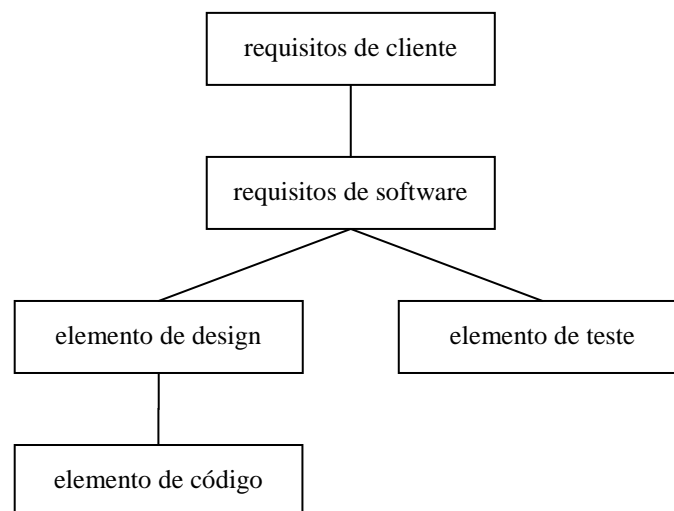 requisitos de cliente
requisitos de software
elemento de design
elemento de teste
elemento de código